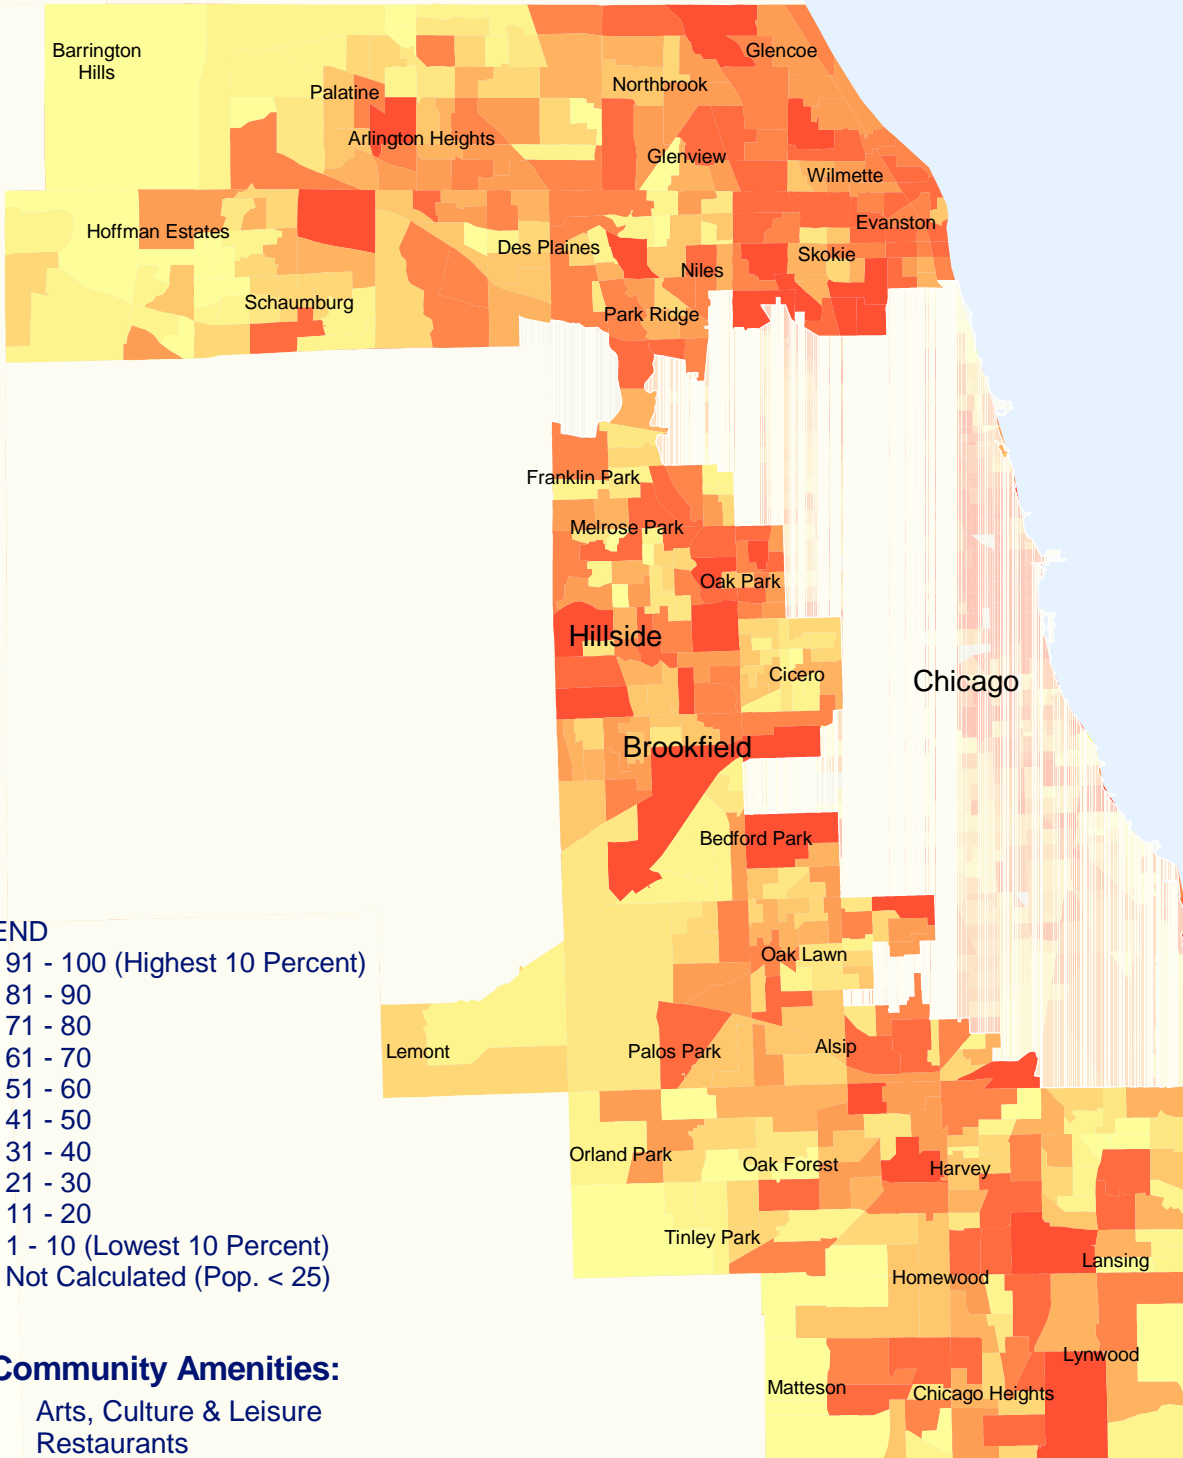 Barrington
Hills
Glencoe
Palatine
Northbrook
Arlington Heights
Glenview
Wilmette
Hoffman Estates
Evanston
Des Plaines
Skokie
Niles
Schaumburg
Park Ridge
Franklin Park
Melrose Park
Oak Park
Hillside
Cicero
Chicago
Brookfield
Bedford Park
END
91 - 100 (Highest 10 Percent)
81 - 90
71 - 80
61 - 70
51 - 60
41 - 50
31 - 40
21 - 30
11 - 20
1 - 10 (Lowest 10 Percent)
Not Calculated (Pop. < 25)
Oak Lawn
Lemont
Palos Park
Alsip
Orland Park
Oak Forest
Harvey
Tinley Park
Lansing
Homewood
Lynwood
Matteson
Chicago Heights
Community Amenities:
Arts, Culture & Leisure
Restaurants